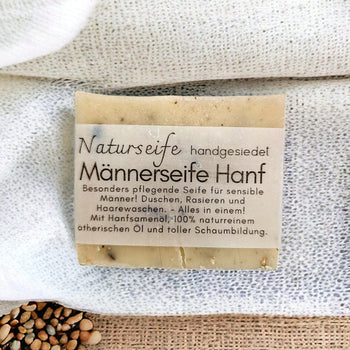 Naturseife handgesiedet
Männerseife Hanf
Besonders pflegende Seife für sensible
Männer! Duschen, Rasieren und
Haarewaschen. - Alles in einem!
Mit Hanfsamenöl, 100% naturreinem
ätherischen Öl und toller Schaumbildung.